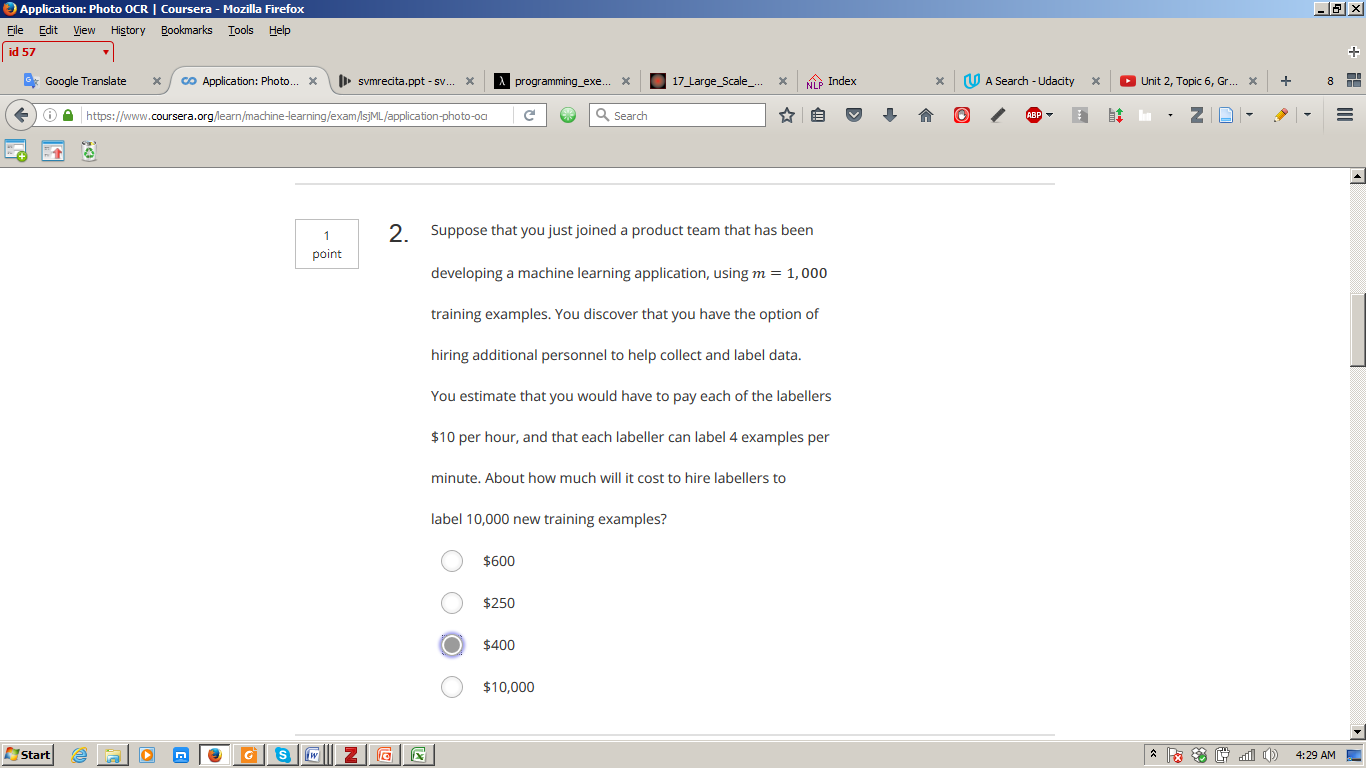 Application: Photo OCR | Coursera - Mozilla Firefox
File Edit View History Bookmarks Tools Help
id 57
Google Translate Application: Photo... svmrecita.ppt - sv... programming_exe... 17_Large_Scale_... NLP Index A Search - Udacity Unit 2, Topic 6, Gr... 8
https://www.coursera.org/learn/machine-learning/exam/lsjML/application-photo-ocr Search ABP
1
point
2. Suppose that you just joined a product team that has been
developing a machine learning application, using m = 1,000
training examples. You discover that you have the option of
hiring additional personnel to help collect and label data.
You estimate that you would have to pay each of the labellers
$10 per hour, and that each labeller can label 4 examples per
minute. About how much will it cost to hire labellers to
label 10,000 new training examples?
$600
$250
$400
$10,000
Start 4:29 AM